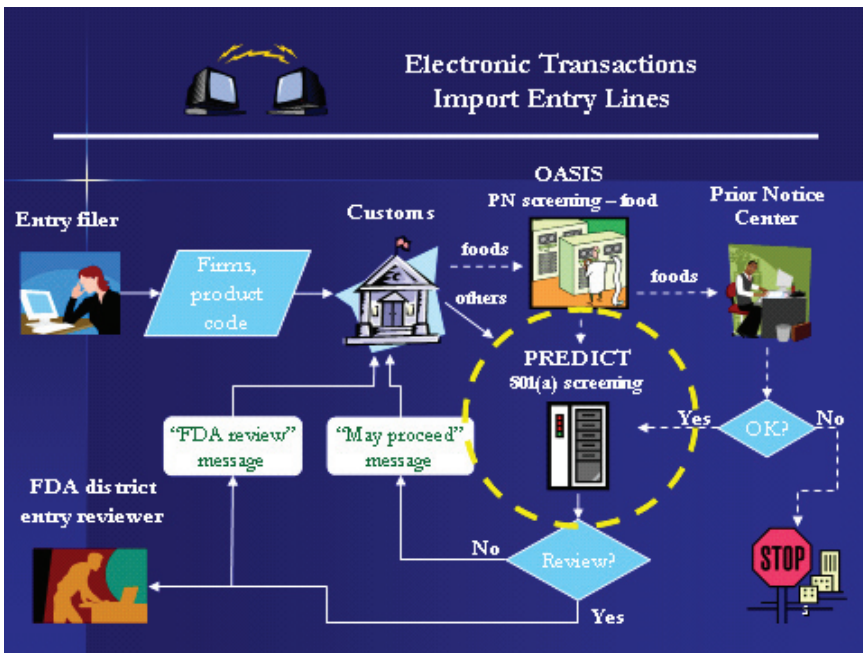 Electronic Transactions
Import Entry Lines
OASIS
PN screening – food
Prior Notice
Center
Customs
Entry filer
foods
foods
Firms,
product
code
others
PREDICT
801(a) screening
"FDA review"
message
"May proceed"
message
Yes
OK?
No
FDA district
entry reviewer
No
Review?
Yes
STOP
5